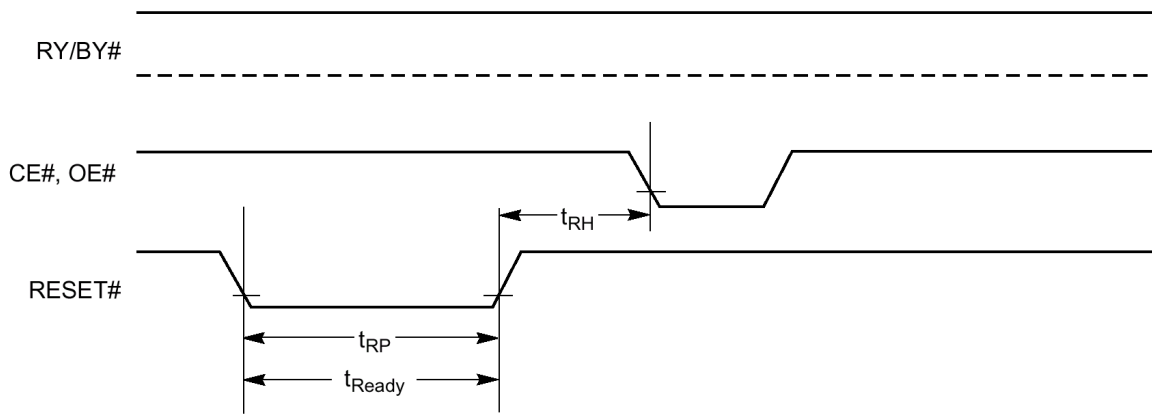 RY/BY#
CE#, OE#
tRH
RESET#
tRP
tReady